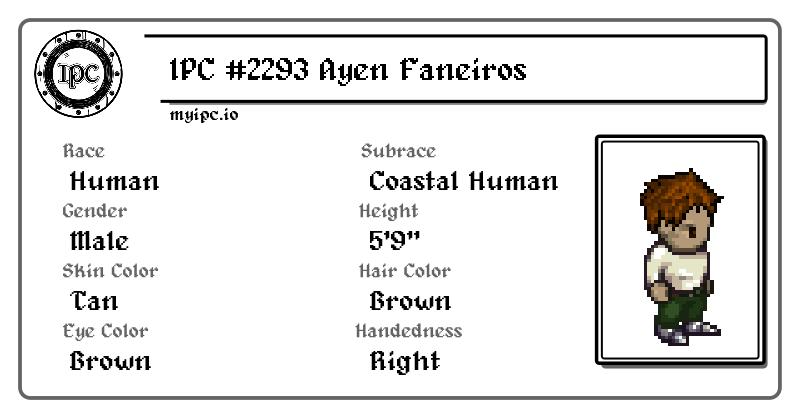 IPC
IPC #2293 Ayen Faneiros
myipc.io
Race
Subrace
Human
Coastal Human
Gender
Height
Male
5'9"
Skin Color
Hair Color
Tan
Brown
Eye Color
Handedness
Brown
Right